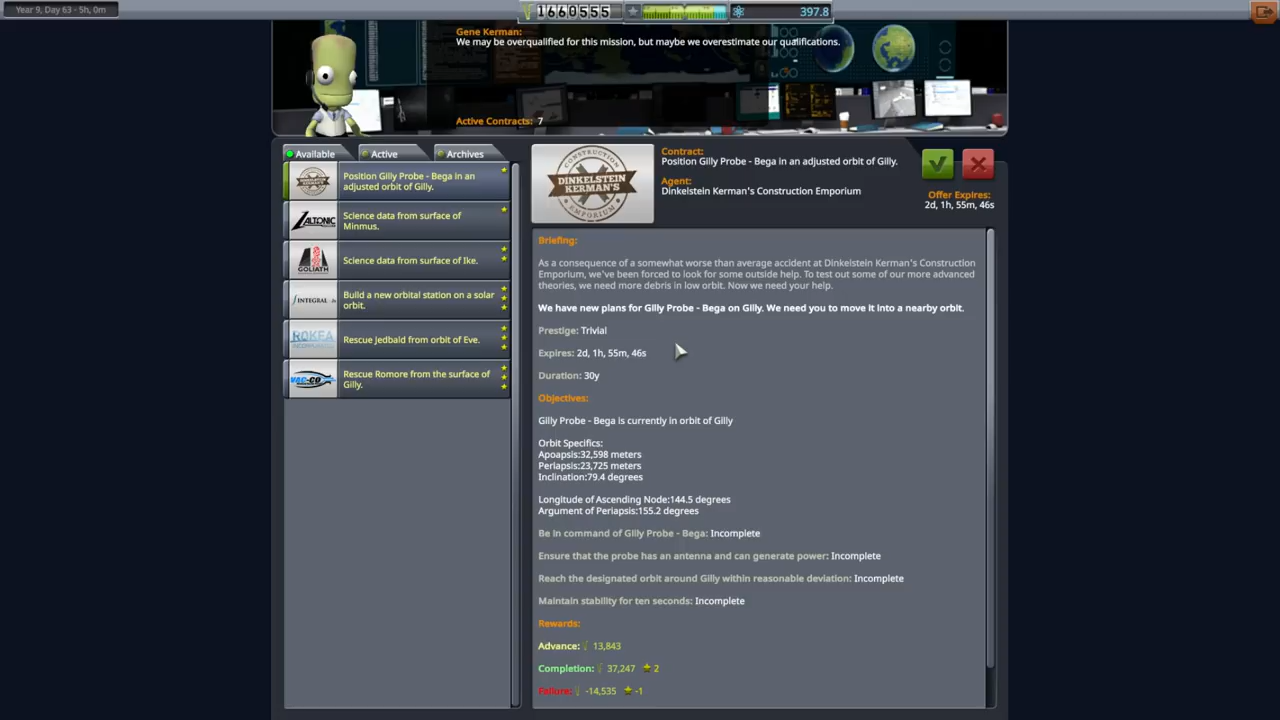 Year 9, Day 63 - 5h, 0m
1660555
397.8
Gene Kerman:
We may be overqualified for this mission, but maybe we overestimate our qualifications.
Active Contracts: 7
Available
Active
Archives
Position Gilly Probe - Bega in an
adjusted orbit of Gilly.
ZALTONIC
Science data from surface of
Minmus.
GOLIATH
Science data from surface of Ike.
INTEGRAL
Build a new orbital station on a solar
orbit.
ROKEA
Rescue Jedbald from orbit of Eve.
VAC-CO
Rescue Romore from the surface of
Gilly.
CONSTRUCTION
DINKELSTEIN
KERMAN'S
EMPORIUM
Contract:
Position Gilly Probe - Bega in an adjusted orbit of Gilly.
Agent:
Dinkelstein Kerman's Construction Emporium
Offer Expires:
2d, 1h, 55m, 46s
Briefing:
As a consequence of a somewhat worse than average accident at Dinkelstein Kerman's Construction
Emporium, we've been forced to look for some outside help. To test out some of our more advanced
theories, we need more debris in low orbit. Now we need your help.
We have new plans for Gilly Probe - Bega on Gilly. We need you to move it into a nearby orbit.
Prestige: Trivial
Expires: 2d, 1h, 55m, 46s
Duration: 30y
Objectives:
Gilly Probe - Bega is currently in orbit of Gilly
Orbit Specifics:
Apoapsis:32,598 meters
Periapsis:23,725 meters
Inclination:79.4 degrees
Longitude of Ascending Node:144.5 degrees
Argument of Periapsis:155.2 degrees
Be in command of Gilly Probe - Bega: Incomplete
Ensure that the probe has an antenna and can generate power: Incomplete
Reach the designated orbit around Gilly within reasonable deviation: Incomplete
Maintain stability for ten seconds: Incomplete
Rewards:
Advance: 13,843
Completion: 37,247 2
Failure: -14,535 -1